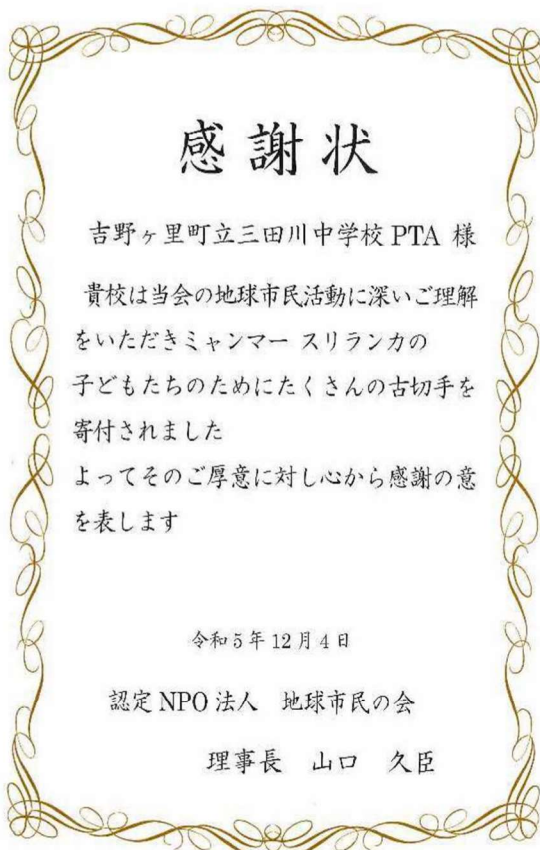 感謝状
吉野ヶ里町立三田川中学校 PTA 様
貴校は当会の地球市民活動に深いご理解
をいただきミャンマー スリランカの
子どもたちのためにたくさんの古切手を
寄付されました
よってそのご厚意に対し心から感謝の意
を表します
令和5年12月4日
認定 NPO 法人 地球市民の会
理事長 山口 久臣